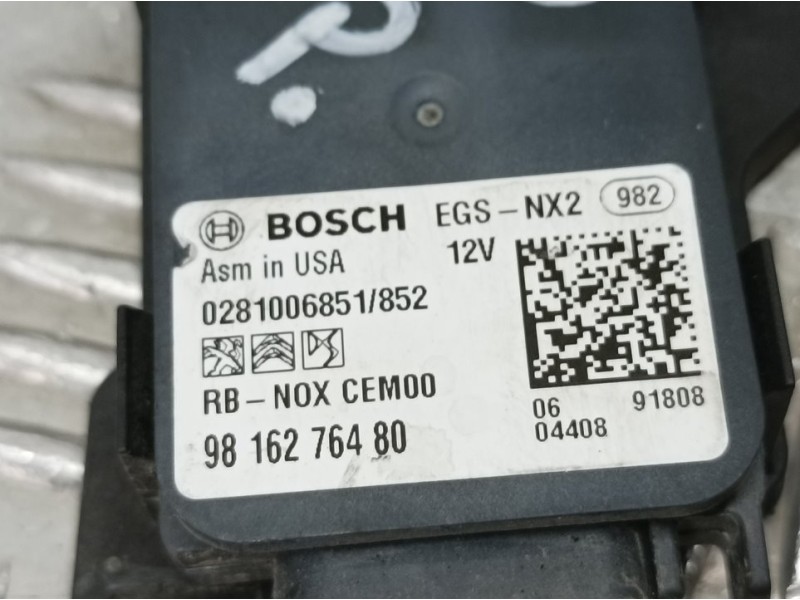 BOSCH EGS-NX2 982
Asm in USA 12V
0281006851/852
RB-NOX CEM00
06 91808
98 162 764 80
04408